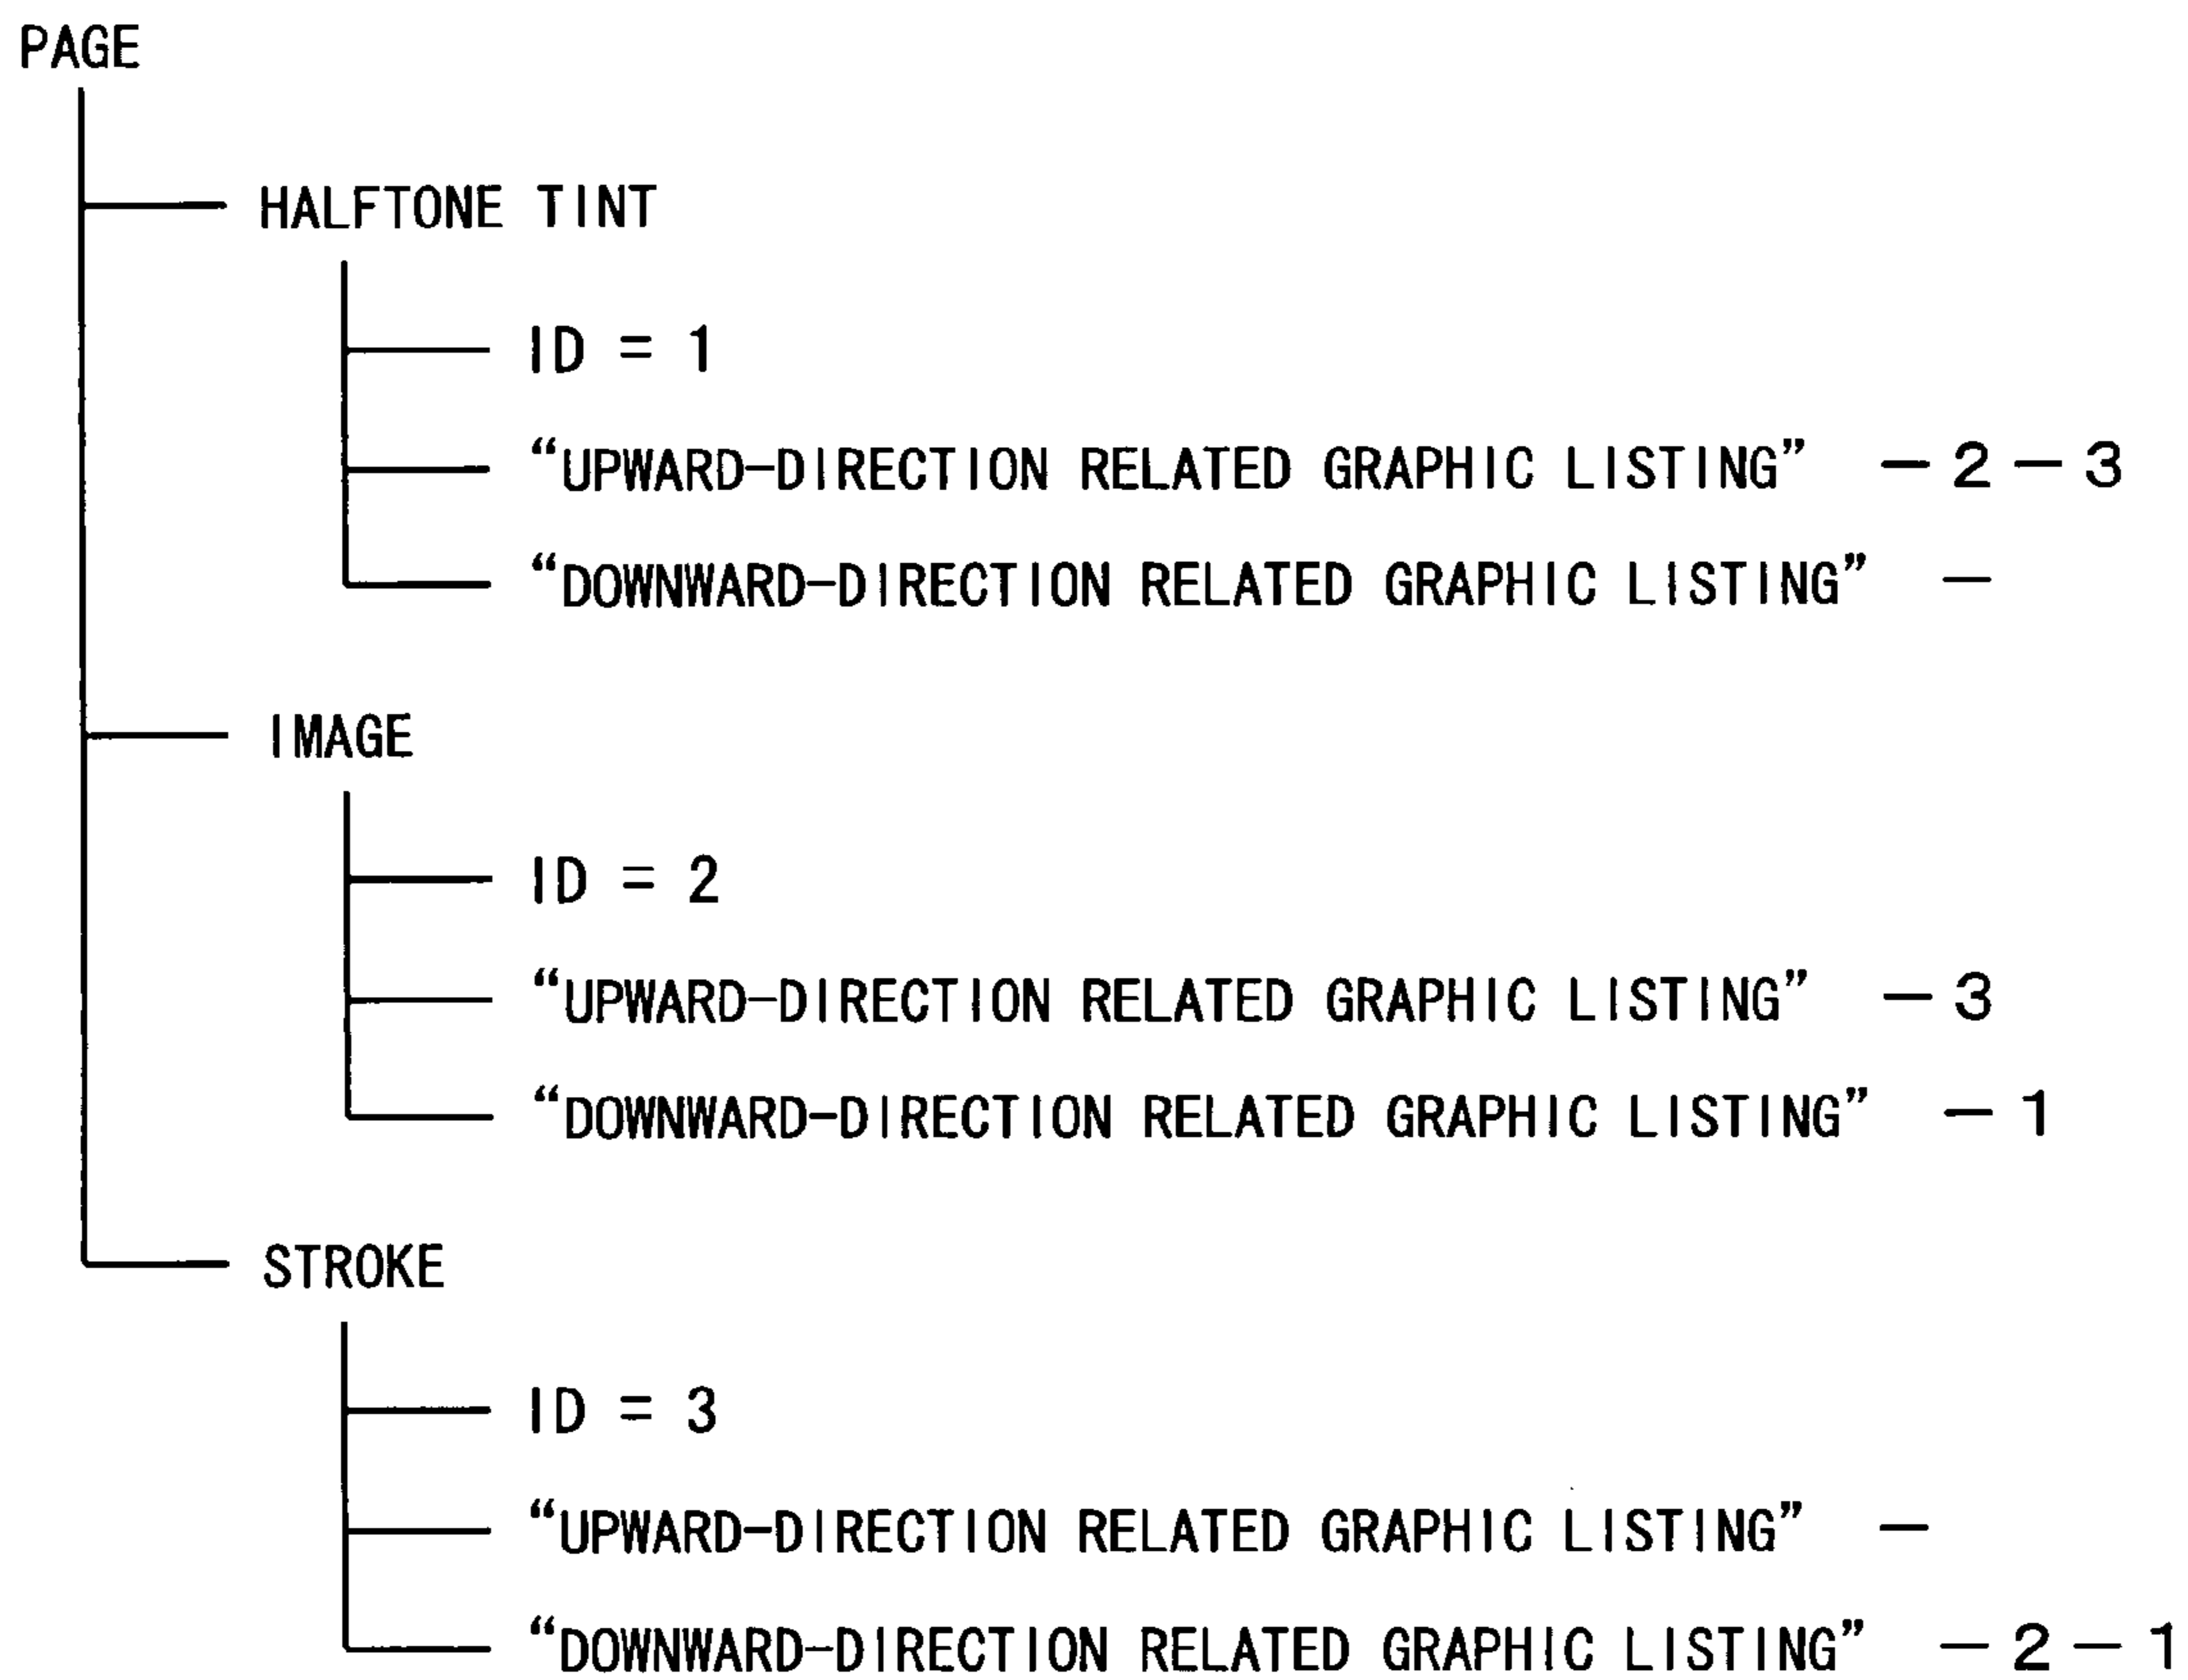 PAGE
HALFTONE TINT
ID = 1
“UPWARD-DIRECTION RELATED GRAPHIC LISTING” － 2 － 3
“DOWNWARD-DIRECTION RELATED GRAPHIC LISTING” －
IMAGE
ID = 2
“UPWARD-DIRECTION RELATED GRAPHIC LISTING” － 3
“DOWNWARD-DIRECTION RELATED GRAPHIC LISTING” － 1
STROKE
ID = 3
“UPWARD-DIRECTION RELATED GRAPHIC LISTING” －
“DOWNWARD-DIRECTION RELATED GRAPHIC LISTING” － 2 － 1